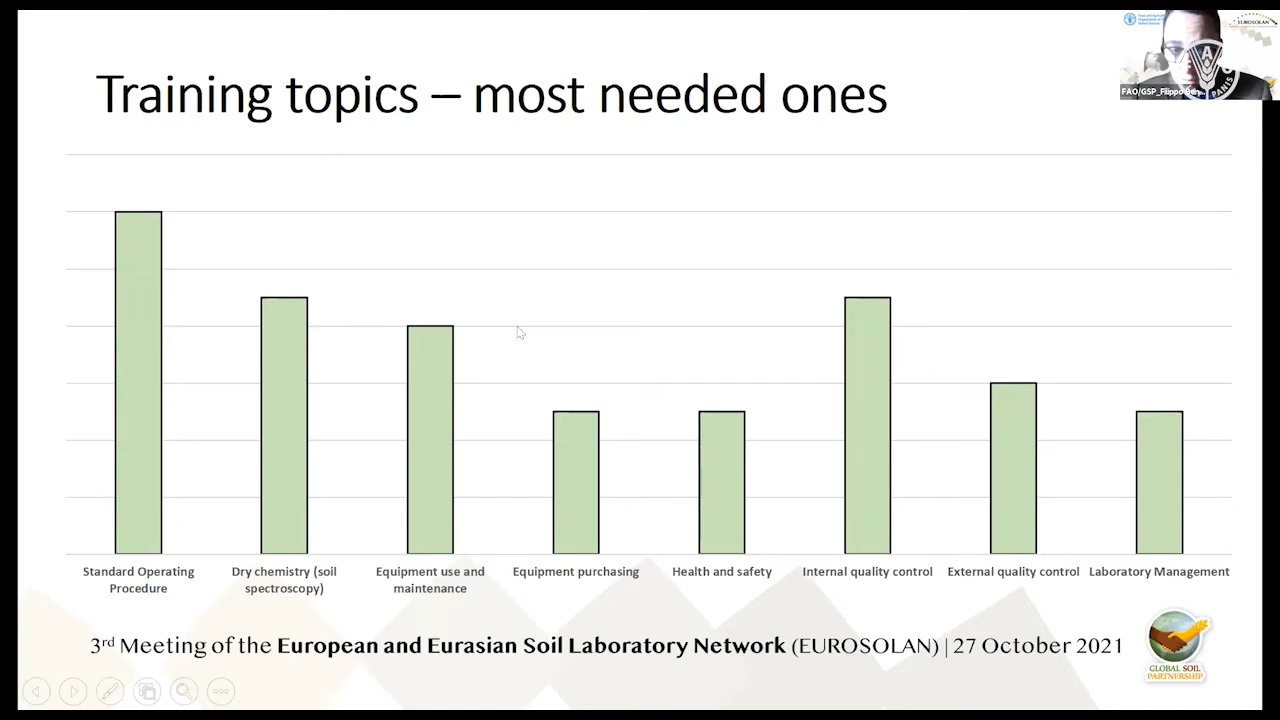 EUROSOLAN
FAO/GSP_Filippo Ben...
Training topics – most needed ones
Standard Operating
Procedure
Dry chemistry (soil
spectroscopy)
Equipment use and
maintenance
Equipment purchasing
Health and safety
Internal quality control
External quality control
Laboratory Management
3rd Meeting of the European and Eurasian Soil Laboratory Network (EUROSOLAN) | 27 October 2021
GLOBAL SOIL
PARTNERSHIP